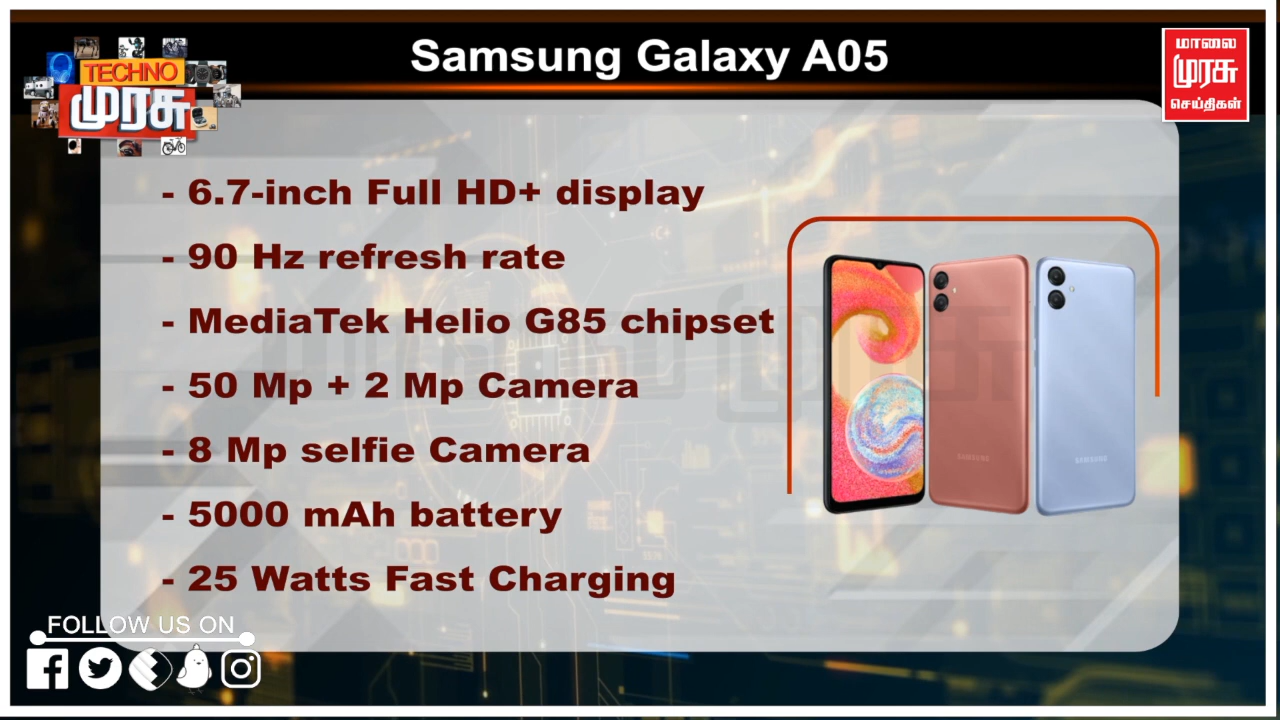 Samsung Galaxy A05
TECHNO
முரசு
மாலை
முரசு
செய்திகள்
- 6.7-inch Full HD+ display
- 90 Hz refresh rate
- MediaTek Helio G85 chipset
- 50 Mp + 2 Mp Camera
- 8 Mp selfie Camera
- 5000 mAh battery
- 25 Watts Fast Charging
மாலை முரசு
SAMSUNG
SAMSUNG
FOLLOW US ON